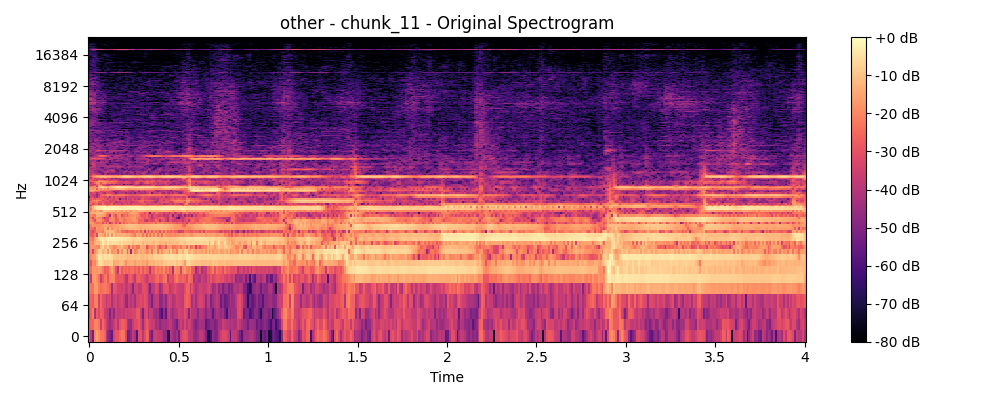 other - chunk_11 - Original Spectrogram
Hz
16384
8192
4096
2048
1024
512
256
128
64
0
0
0.5
1
1.5
2
2.5
3
3.5
4
Time
+0 dB
-10 dB
-20 dB
-30 dB
-40 dB
-50 dB
-60 dB
-70 dB
-80 dB